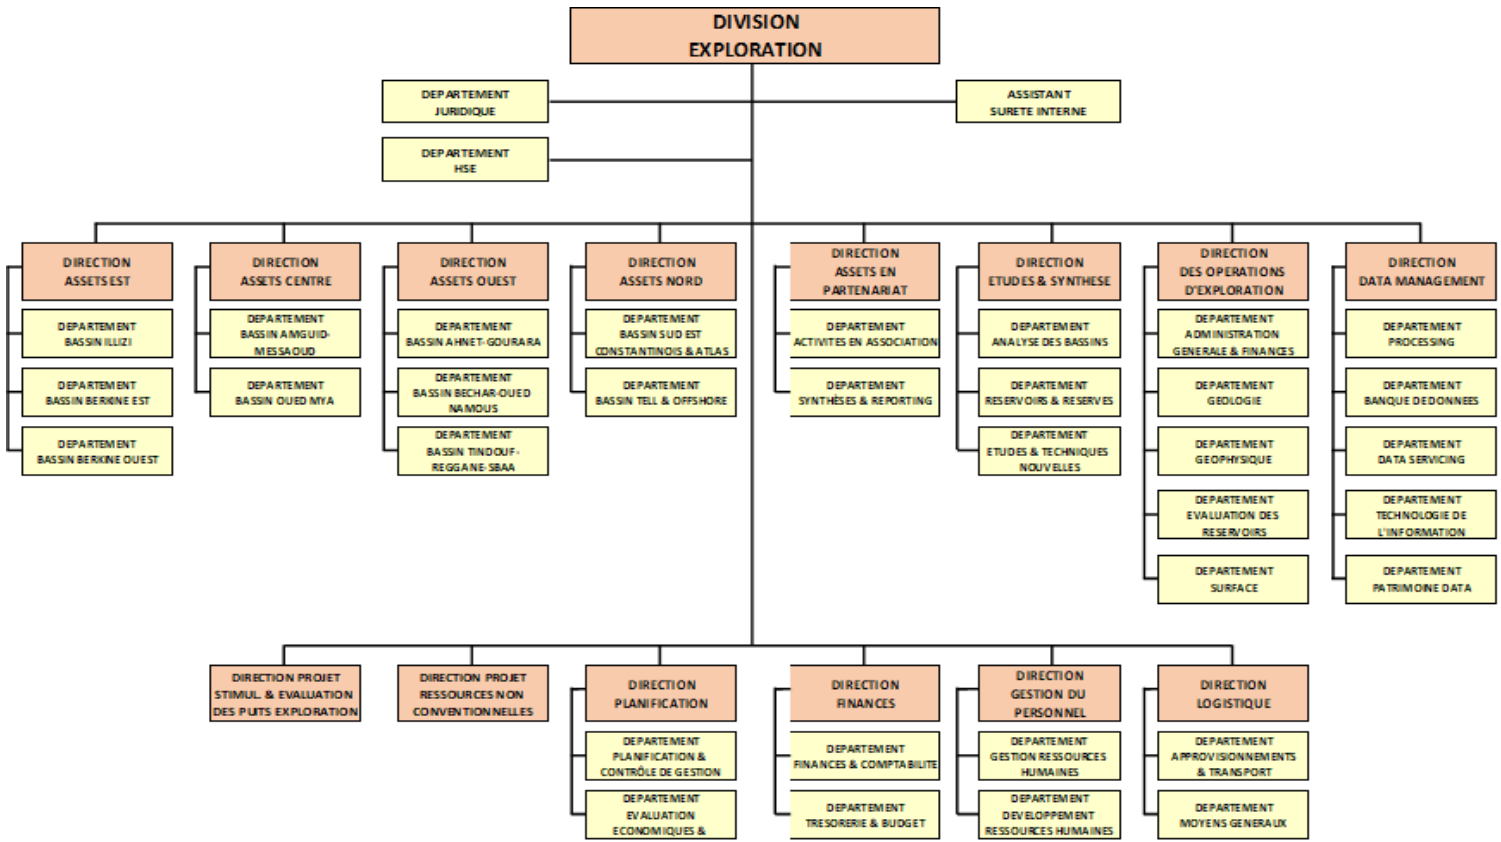 DIVISION
EXPLORATION
DEPARTEMENT
JURIDIQUE
ASSISTANT
SURETE INTERNE
DEPARTEMENT
HSE
DIRECTION
ASSETS EST
DEPARTEMENT
BASSIN ILLIZI
DEPARTEMENT
BASSIN BERKINE EST
DEPARTEMENT
BASSIN BERKINE OUEST
DIRECTION
ASSETS CENTRE
DEPARTEMENT
BASSIN AMGUID-
MESSAOUD
DEPARTEMENT
BASSIN OUED MYA
DIRECTION
ASSETS OUEST
DEPARTEMENT
BASSIN AHNET-GOURARA
DEPARTEMENT
BASSIN BECHAR-OUED
NAMOUS
DEPARTEMENT
BASSIN TINDOUF-
REGGANE-SBAA
DIRECTION
ASSETS NORD
DEPARTEMENT
BASSIN SUD EST
CONSTANTINOIS & ATLAS
DEPARTEMENT
BASSIN TELL & OFFSHORE
DIRECTION
ASSETS EN
PARTENARIAT
DEPARTEMENT
ACTIVITES EN ASSOCIATION
DEPARTEMENT
SYNTHÈSES & REPORTING
DIRECTION
ETUDES & SYNTHESE
DEPARTEMENT
ANALYSE DES BASSINS
DEPARTEMENT
RESERVOIRS & RESERVES
DEPARTEMENT
ETUDES & TECHNIQUES
NOUVELLES
DIRECTION
DES OPERATIONS
D'EXPLORATION
DEPARTEMENT
ADMINISTRATION
GENERALE & FINANCES
DEPARTEMENT
GEOLOGIE
DEPARTEMENT
GEOPHYSIQUE
DEPARTEMENT
EVALUATION DES
RESERVOIRS
DEPARTEMENT
SURFACE
DIRECTION
DATA MANAGEMENT
DEPARTEMENT
PROCESSING
DEPARTEMENT
BANQUE DE DONNEES
DEPARTEMENT
DATA SERVICING
DEPARTEMENT
TECHNOLOGIE DE
L'INFORMATION
DEPARTEMENT
PATRIMOINE DATA
DIRECTION PROJET
STIMUL. & EVALUATION
DES PUITS EXPLORATION
DIRECTION PROJET
RESSOURCES NON
CONVENTIONNELLES
DIRECTION
PLANIFICATION
DEPARTEMENT
PLANIFICATION &
CONTRÔLE DE GESTION
DEPARTEMENT
EVALUATION
ECONOMIQUES &
DIRECTION
FINANCES
DEPARTEMENT
FINANCES & COMPTABILITE
DEPARTEMENT
TRESORERIE & BUDGET
DIRECTION
GESTION DU
PERSONNEL
DEPARTEMENT
GESTION RESSOURCES
HUMAINES
DEPARTEMENT
DEVELOPPEMENT
RESSOURCES HUMAINES
DIRECTION
LOGISTIQUE
DEPARTEMENT
APPROVISIONNEMENTS
& TRANSPORT
DEPARTEMENT
MOYENS GENERAUX